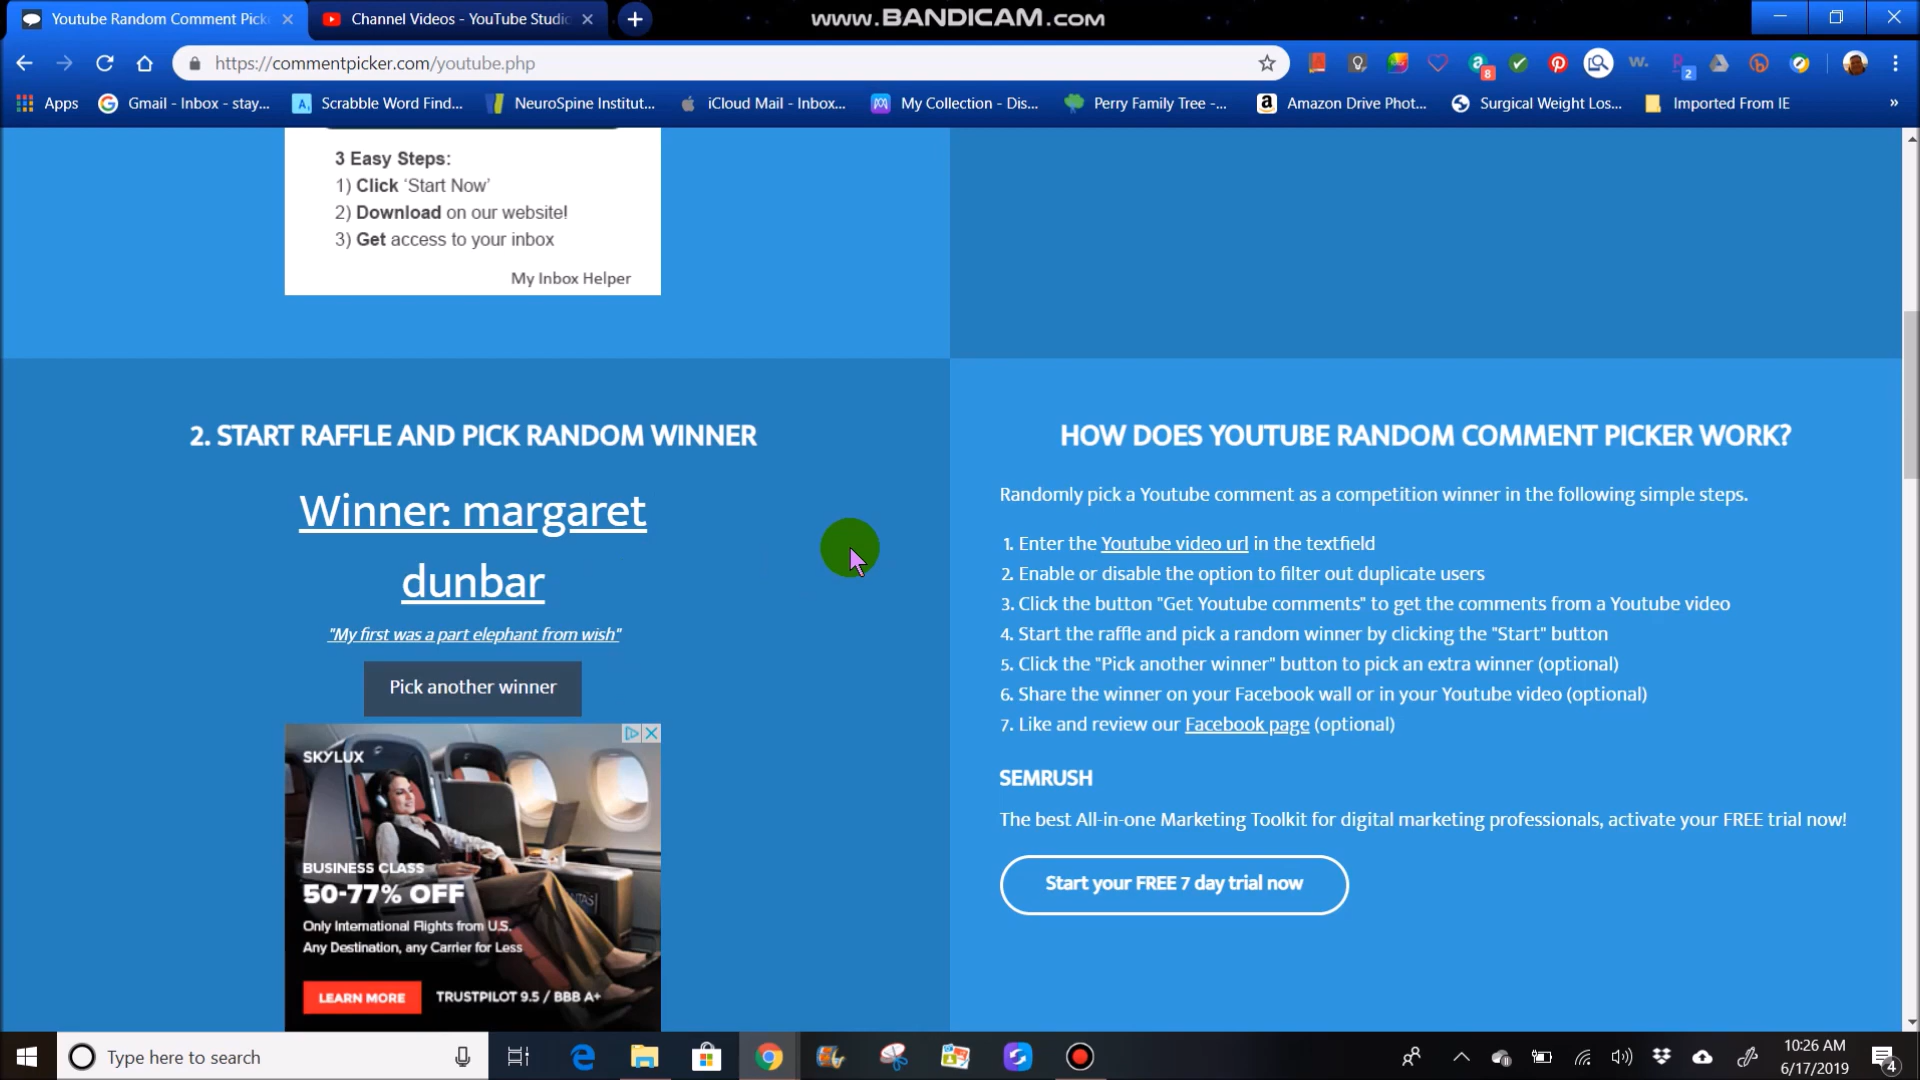 Youtube Random Comment Pick
Channel Videos - YouTube Studio
www.BANDICAM.com
https://commentpicker.com/youtube.php
8
w.
2
Apps
Gmail - Inbox - stay...
Scrabble Word Find...
NeuroSpine Institut...
iCloud Mail - Inbox...
My Collection - Dis...
Perry Family Tree -...
Amazon Drive Phot...
Surgical Weight Los...
Imported From IE
»
3 Easy Steps:
1) Click ‘Start Now’
2) Download on our website!
3) Get access to your inbox
My Inbox Helper
2. START RAFFLE AND PICK RANDOM WINNER
Winner: margaret
dunbar
"My first was a part elephant from wish"
Pick another winner
SKYLUX
BUSINESS CLASS
50-77% OFF
Only International Flights from U.S.
Any Destination, any Carrier for Less
LEARN MORE
TRUSTPILOT 9.5 / BBB A+
HOW DOES YOUTUBE RANDOM COMMENT PICKER WORK?
Randomly pick a Youtube comment as a competition winner in the following simple steps.
1. Enter the Youtube video url in the textfield
2. Enable or disable the option to filter out duplicate users
3. Click the button "Get Youtube comments" to get the comments from a Youtube video
4. Start the raffle and pick a random winner by clicking the "Start" button
5. Click the "Pick another winner" button to pick an extra winner (optional)
6. Share the winner on your Facebook wall or in your Youtube video (optional)
7. Like and review our Facebook page (optional)
SEMRUSH
The best All-in-one Marketing Toolkit for digital marketing professionals, activate your FREE trial now!
Start your FREE 7 day trial now
Type here to search
10:26 AM
6/17/2019
4